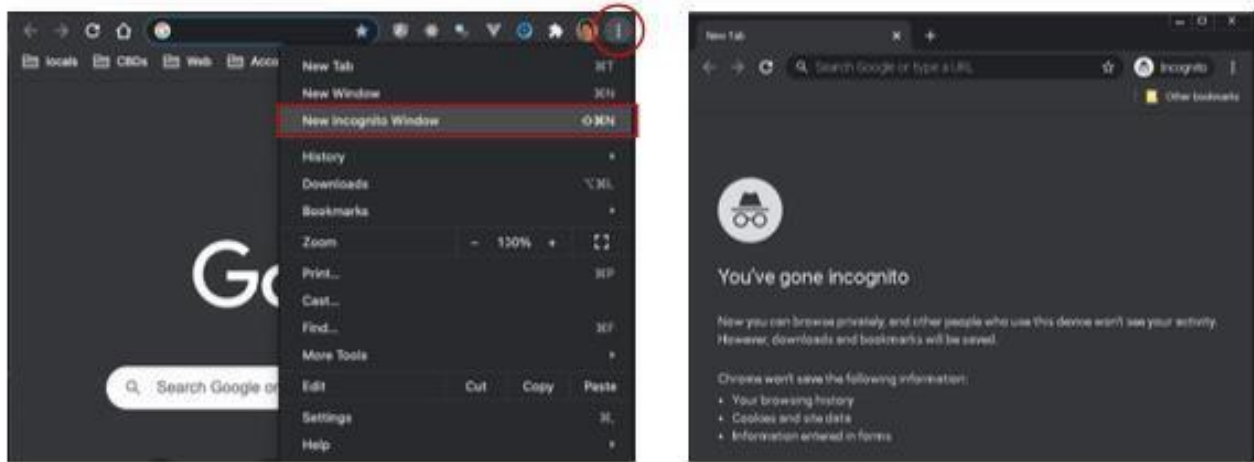 locals CBDs Web Acco
New Tab ⌘T
New Window ⌘N
New Incognito Window ⇧⌘N
History
Downloads ⌥⌘L
Bookmarks
Zoom - 100% +
Print... ⌘P
Cast...
Find... ⌘F
More Tools
Edit Cut Copy Paste
Settings ⌘,
Help
Go
Search Google or
New Tab
Search Google or type a URL
Incognito
Other bookmarks
You've gone incognito
Now you can browse privately, and other people who use this device won't see your activity.
However, downloads and bookmarks will be saved.
Chrome won't save the following information:
• Your browsing history
• Cookies and site data
• Information entered in forms